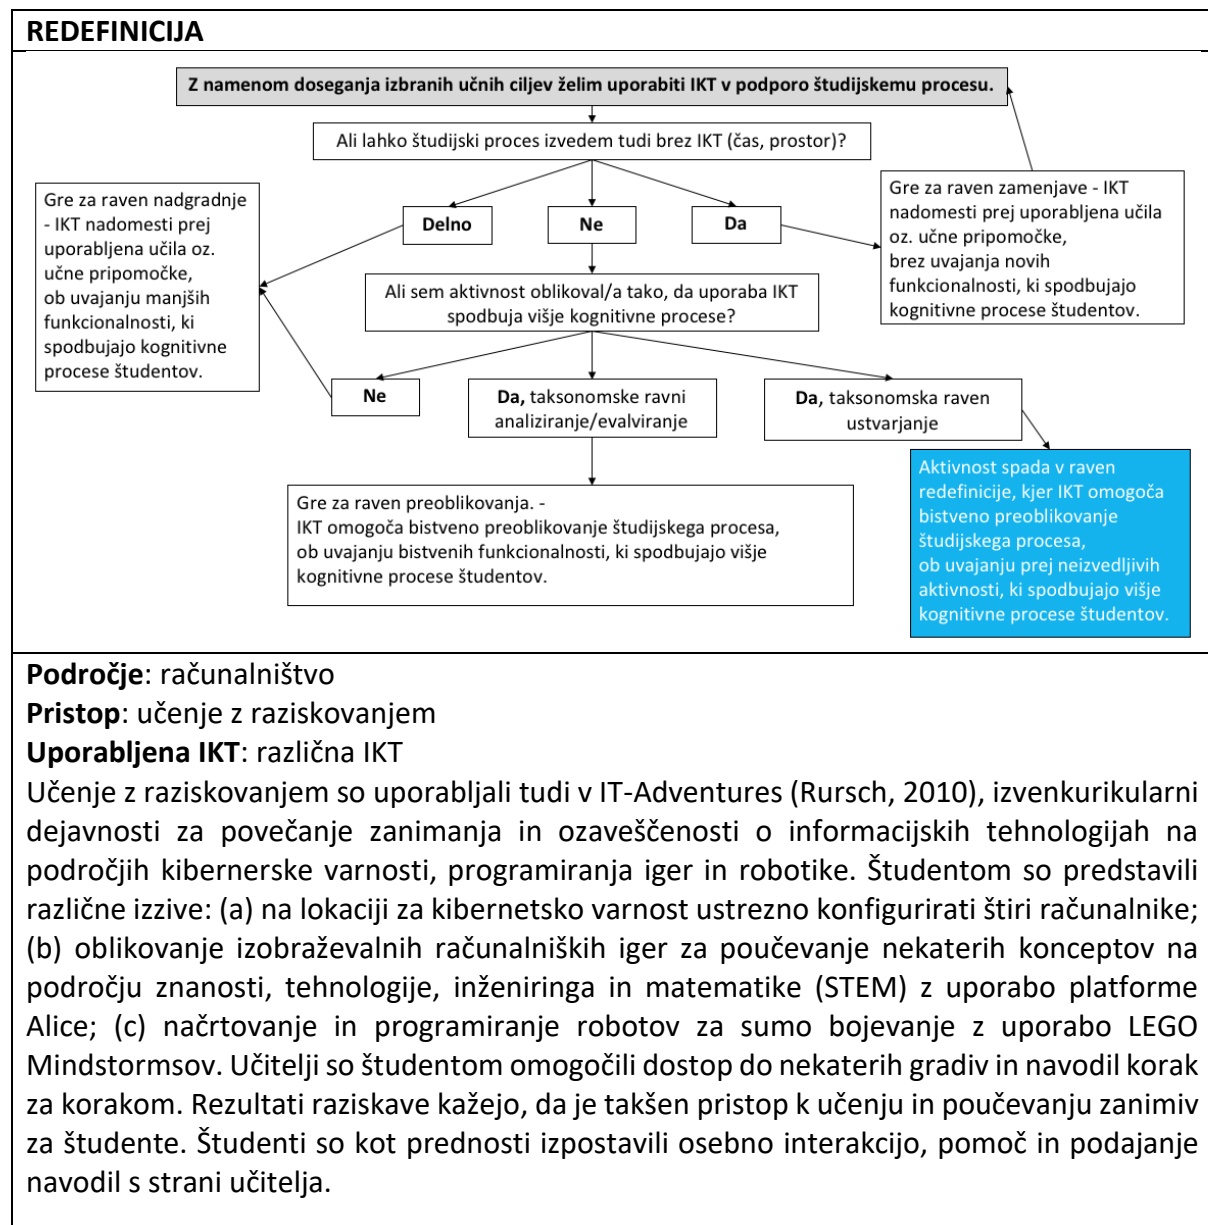 REDEFINICIJA
Z namenom doseganja izbranih učnih ciljev želim uporabiti IKT v podporo študijskemu procesu.
Ali lahko študijski proces izvedem tudi brez IKT (čas, prostor)?
Gre za raven nadgradnje
- IKT nadomesti prej
uporabljena učila oz.
učne pripomočke,
ob uvajanju manjših
funkcionalnosti, ki
spodbujajo kognitivne
procese študentov.
Delno
Ne
Da
Gre za raven zamenjave - IKT
nadomesti prej uporabljena učila
oz. učne pripomočke,
brez uvajanja novih
funkcionalnosti, ki spodbujajo
kognitivne procese študentov.
Ali sem aktivnost oblikoval/a tako, da uporaba IKT
spodbuja višje kognitivne procese?
Ne
Da, taksonomske ravni
analiziranje/evalviranje
Da, taksonomska raven
ustvarjanje
Gre za raven preoblikovanja. -
IKT omogoča bistveno preoblikovanje študijskega procesa,
ob uvajanju bistvenih funkcionalnosti, ki spodbujajo višje
kognitivne procese študentov.
Aktivnost spada v raven
redefinicije, kjer IKT omogoča
bistveno preoblikovanje
študijskega procesa,
ob uvajanju prej neizvedljivih
aktivnosti, ki spodbujajo višje
kognitivne procese študentov.
Področje: računalništvo
Pristop: učenje z raziskovanjem
Uporabljena IKT: različna IKT
Učenje z raziskovanjem so uporabljali tudi v IT-Adventures (Rursch, 2010), izvenkurikularni
dejavnosti za povečanje zanimanja in ozaveščenosti o informacijskih tehnologijah na
področjih kibernerske varnosti, programiranja iger in robotike. Študentom so predstavili
različne izzive: (a) na lokaciji za kibernetsko varnost ustrezno konfigurirati štiri računalnike;
(b) oblikovanje izobraževalnih računalniških iger za poučevanje nekaterih konceptov na
področju znanosti, tehnologije, inženiringa in matematike (STEM) z uporabo platforme
Alice; (c) načrtovanje in programiranje robotov za sumo bojevanje z uporabo LEGO
Mindstormsov. Učitelji so študentom omogočili dostop do nekaterih gradiv in navodil korak
za korakom. Rezultati raziskave kažejo, da je takšen pristop k učenju in poučevanju zanimiv
za študente. Študenti so kot prednosti izpostavili osebno interakcijo, pomoč in podajanje
navodil s strani učitelja.